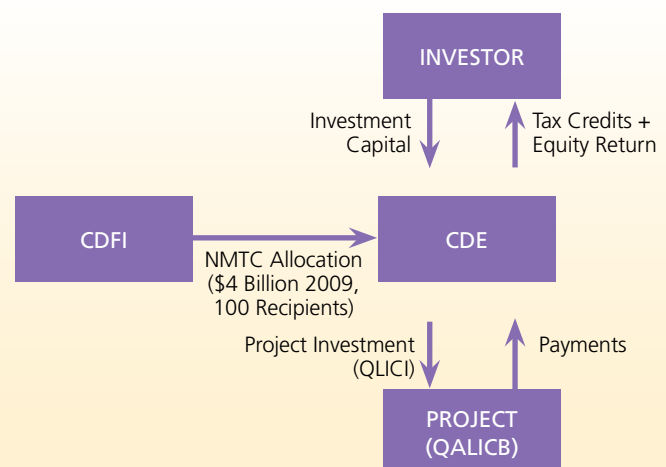 INVESTOR
Investment
Capital
Tax Credits +
Equity Return
CDFI
CDE
NMTC Allocation
($4 Billion 2009,
100 Recipients)
Project Investment
(QLICI)
Payments
PROJECT
(QALICB)